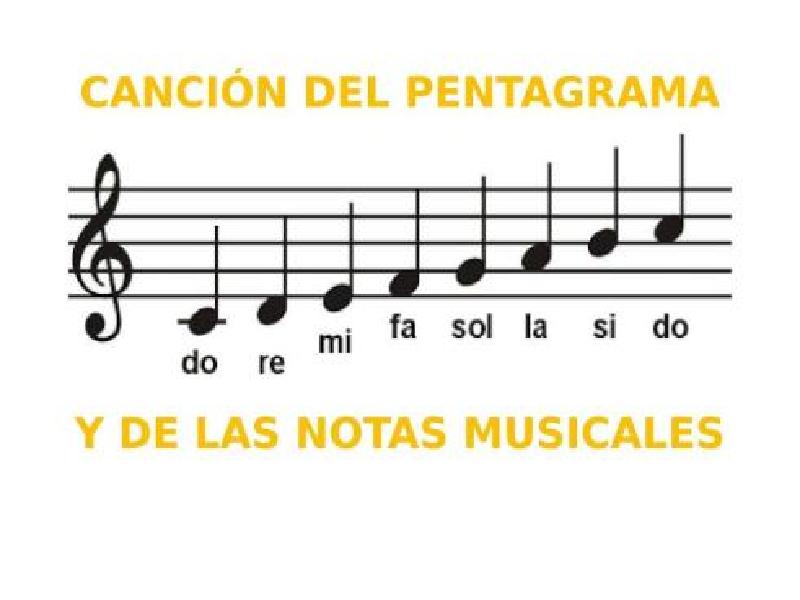 CANCIÓN DEL PENTAGRAMA
do re mi fa sol la si do
Y DE LAS NOTAS MUSICALES